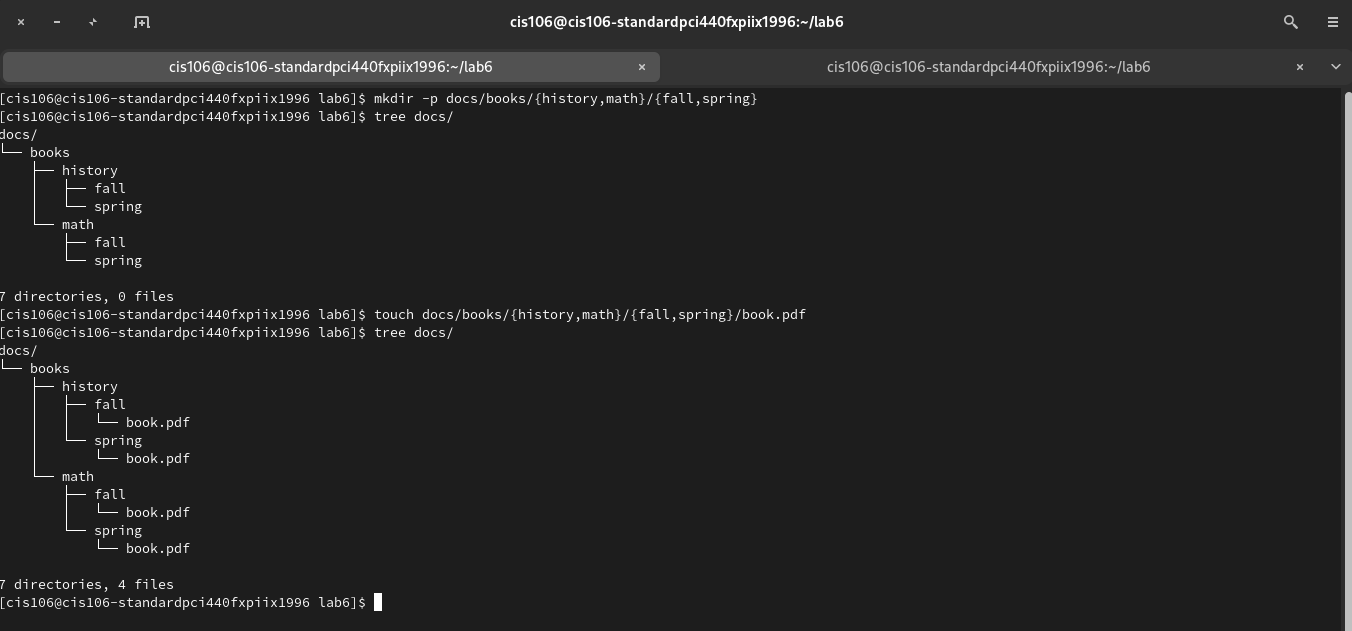 cis106@cis106-standardpci440fxpiix1996:~/lab6
cis106@cis106-standardpci440fxpiix1996:~/lab6 × cis106@cis106-standardpci440fxpiix1996:~/lab6 ×
[cis106@cis106-standardpci440fxpiix1996 lab6]$ mkdir -p docs/books/{history,math}/{fall,spring}
[cis106@cis106-standardpci440fxpiix1996 lab6]$ tree docs/
docs/
└── books
    ├── history
    │   ├── fall
    │   └── spring
    └── math
        ├── fall
        └── spring

7 directories, 0 files
[cis106@cis106-standardpci440fxpiix1996 lab6]$ touch docs/books/{history,math}/{fall,spring}/book.pdf
[cis106@cis106-standardpci440fxpiix1996 lab6]$ tree docs/
docs/
└── books
    ├── history
    │   ├── fall
    │   │   └── book.pdf
    │   └── spring
    │       └── book.pdf
    └── math
        ├── fall
        │   └── book.pdf
        └── spring
            └── book.pdf

7 directories, 4 files
[cis106@cis106-standardpci440fxpiix1996 lab6]$